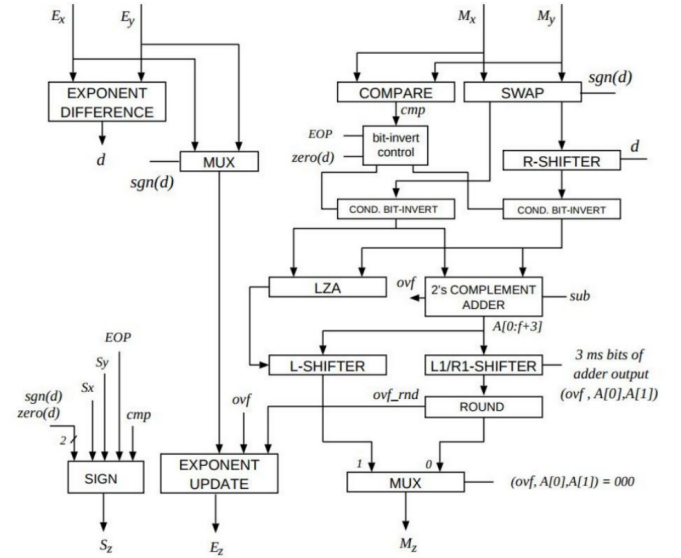 Ex
Ey
Mx
My
EXPONENT
DIFFERENCE
COMPARE
SWAP
sgn(d)
cmp
d
MUX
sgn(d)
EOP
zero(d)
bit-invert
control
R-SHIFTER
d
COND. BIT-INVERT
COND. BIT-INVERT
LZA
ovf
2's COMPLEMENT
ADDER
sub
A[0:f+3]
L-SHIFTER
L1/R1-SHIFTER
3 ms bits of
adder output
(ovf , A[0],A[1])
EOP
Sy
Sx
sgn(d)
zero(d)
2
cmp
ovf
ovf_rnd
ROUND
SIGN
EXPONENT
UPDATE
1
0
MUX
(ovf, A[0],A[1]) = 000
Sz
Ez
Mz